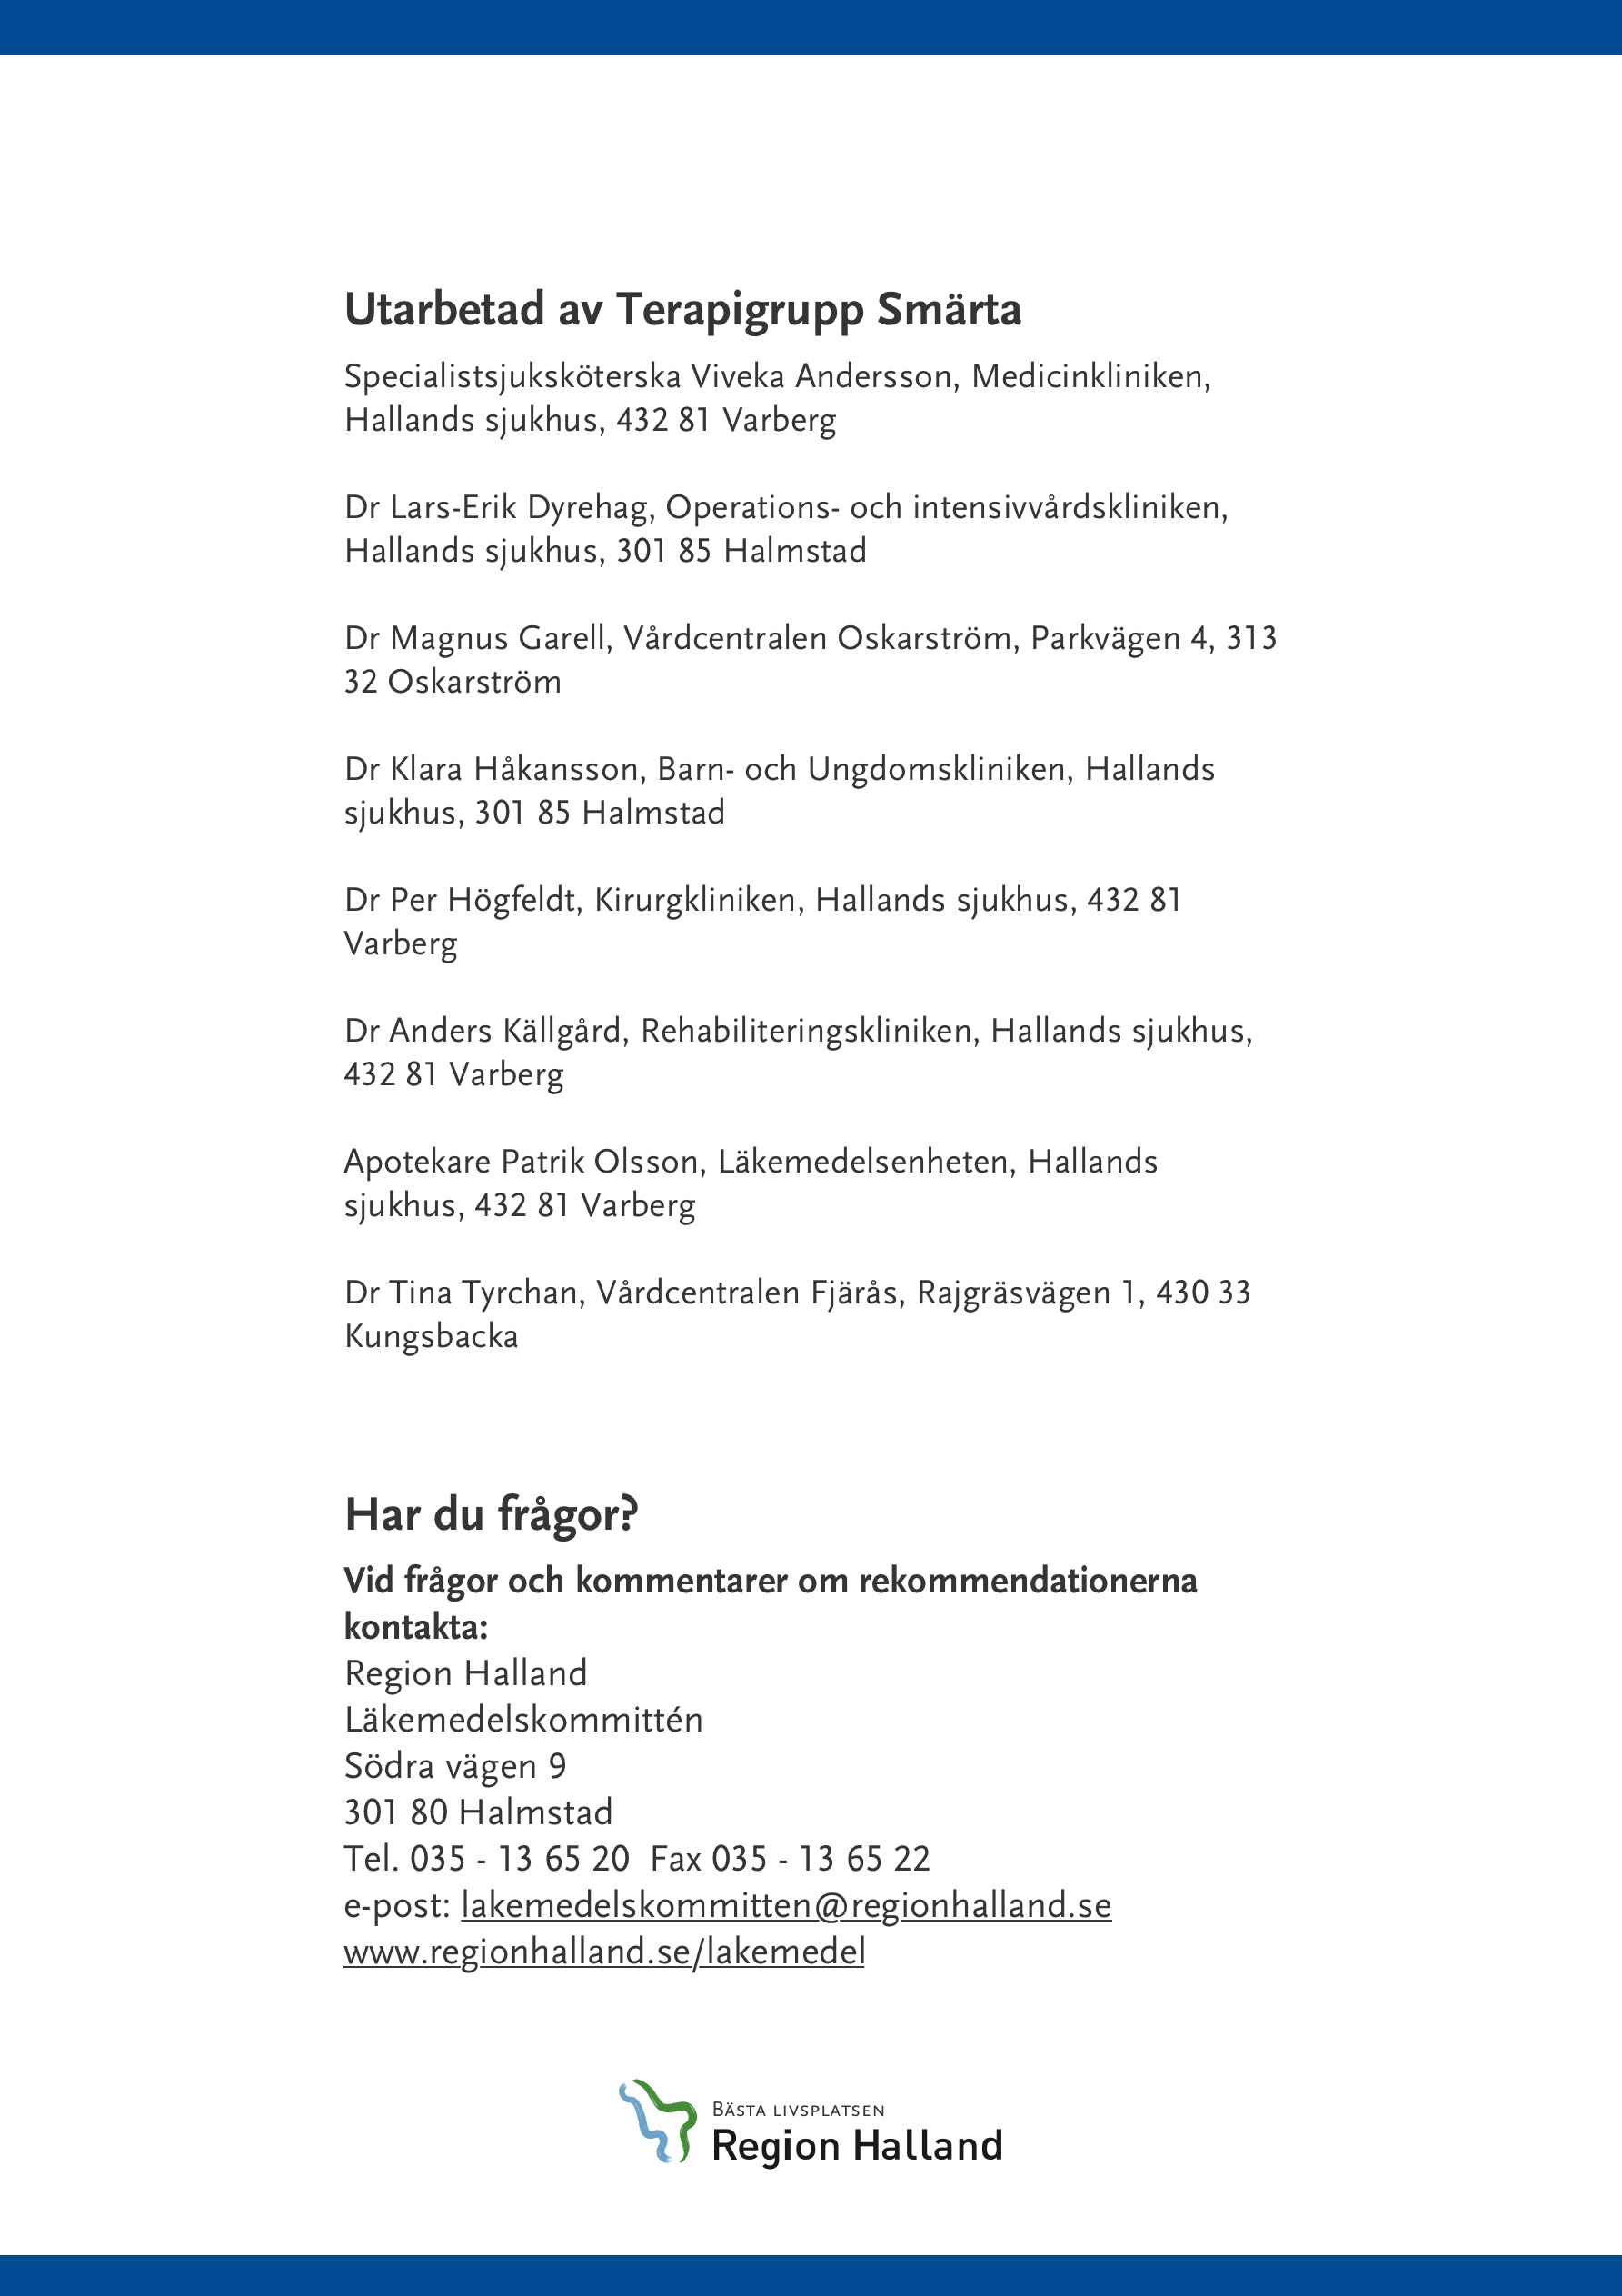 Utarbetad av Terapigrupp Smärta
Specialistsjuksköterska Viveka Andersson, Medicinkliniken,
Hallands sjukhus, 432 81 Varberg
Dr Lars-Erik Dyrehag, Operations- och intensivvårdskliniken,
Hallands sjukhus, 301 85 Halmstad
Dr Magnus Garell, Vårdcentralen Oskarström, Parkvägen 4, 313
32 Oskarström
Dr Klara Håkansson, Barn- och Ungdomskliniken, Hallands
sjukhus, 301 85 Halmstad
Dr Per Högfeldt, Kirurgkliniken, Hallands sjukhus, 432 81
Varberg
Dr Anders Källgård, Rehabiliteringskliniken, Hallands sjukhus,
432 81 Varberg
Apotekare Patrik Olsson, Läkemedelsenheten, Hallands
sjukhus, 432 81 Varberg
Dr Tina Tyrchan, Vårdcentralen Fjärås, Rajgräsvägen 1, 430 33
Kungsbacka
Har du frågor?
Vid frågor och kommentarer om rekommendationerna
kontakta:
Region Halland
Läkemedelskommittén
Södra vägen 9
301 80 Halmstad
Tel. 035 - 13 65 20  Fax 035 - 13 65 22
e-post: lakemedelskommitten@regionhalland.se
www.regionhalland.se/lakemedel
Bästa livsplatsen
Region Halland